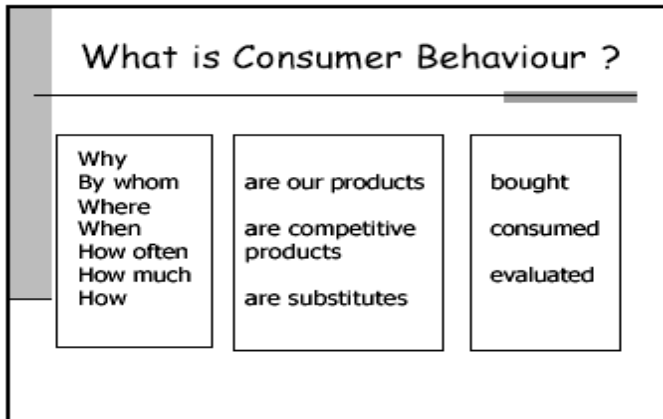 What is Consumer Behaviour ?
Why
By whom
Where
When
How often
How much
How
are our products
are competitive
products
are substitutes
bought
consumed
evaluated